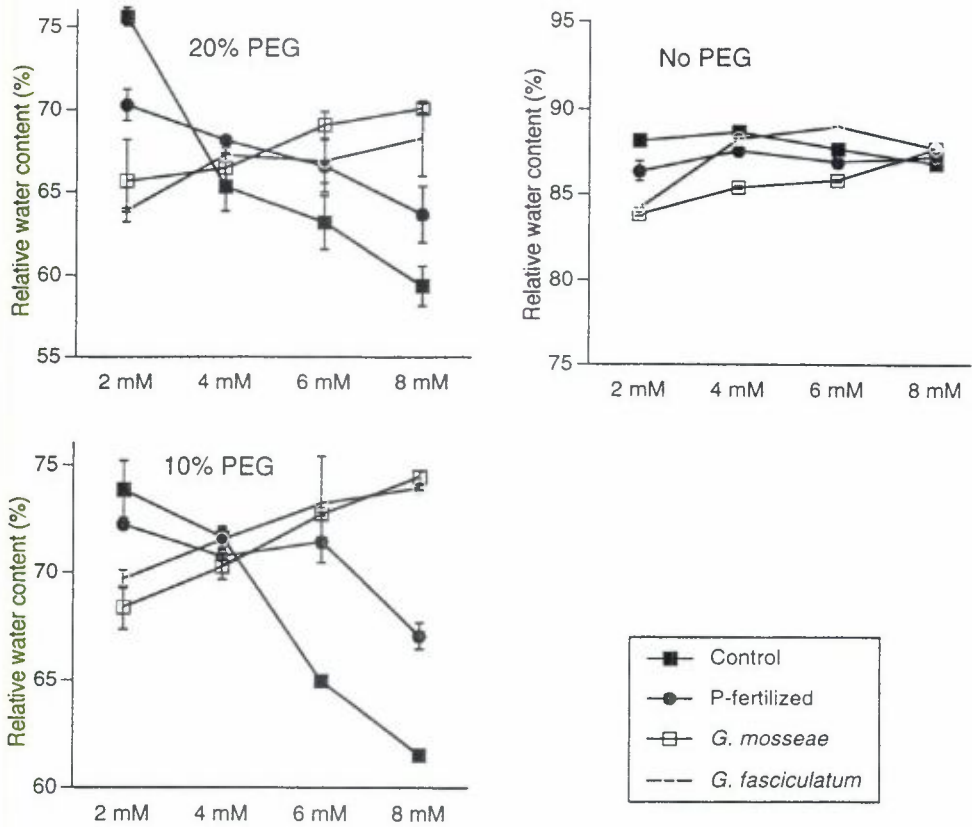 20% PEG
Relative water content (%)
75
70
65
60
55
2 mM 4 mM 6 mM 8 mM
No PEG
Relative water content (%)
95
90
85
80
75
2 mM 4 mM 6 mM 8 mM
10% PEG
Relative water content (%)
75
70
65
60
2 mM 4 mM 6 mM 8 mM
Control
P-fertilized
G. mosseae
G. fasciculatum